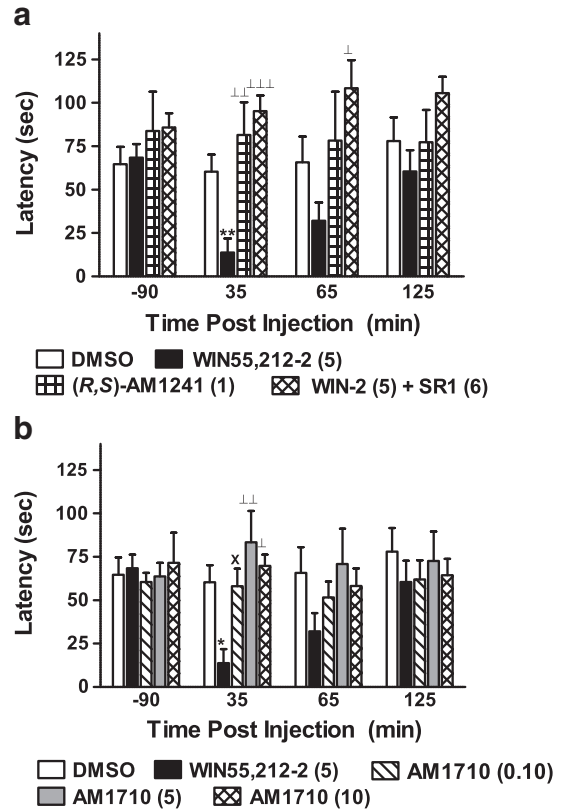 a
125
100
75
50
25
0
Latency (sec)
⊥⊥
⊥⊥⊥
⊥
**
-90 35 65 125
Time Post Injection (min)
DMSO WIN55,212-2 (5)
(R,S)-AM1241 (1) WIN-2 (5) + SR1 (6)
b
125
100
75
50
25
0
Latency (sec)
⊥⊥
⊥
X
*
-90 35 65 125
Time Post Injection (min)
DMSO WIN55,212-2 (5) AM1710 (0.10)
AM1710 (5) AM1710 (10)